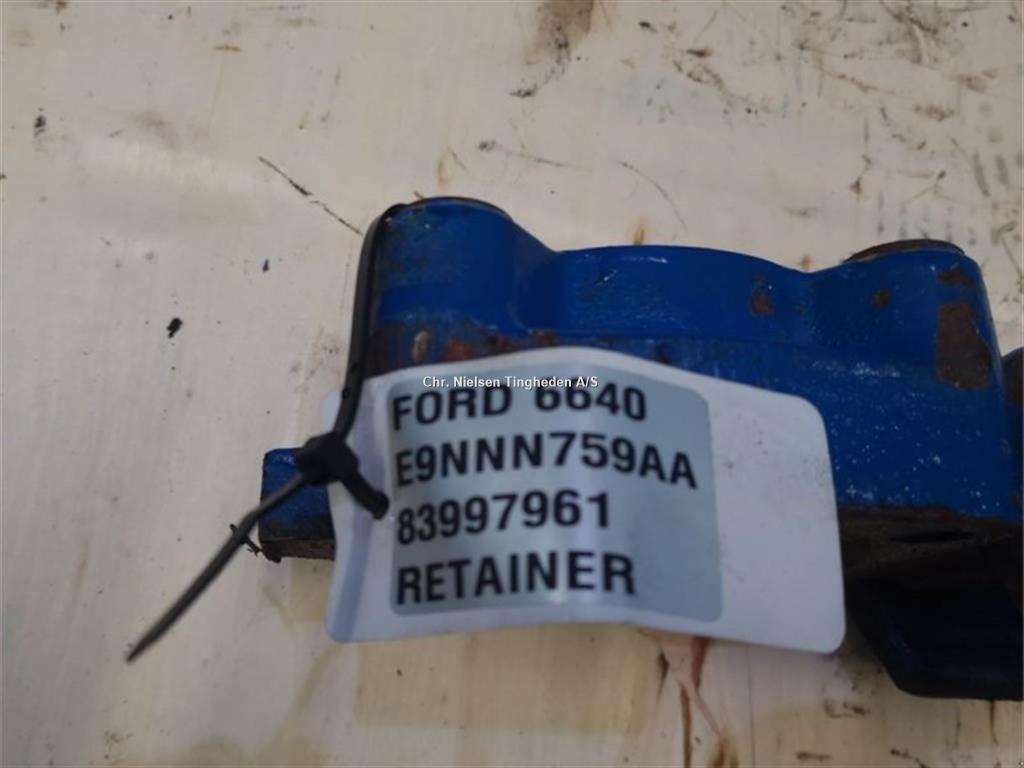 Chr. Nielsen Tingheden A/S
FORD 6640
E9NNN759AA
83997961
RETAINER